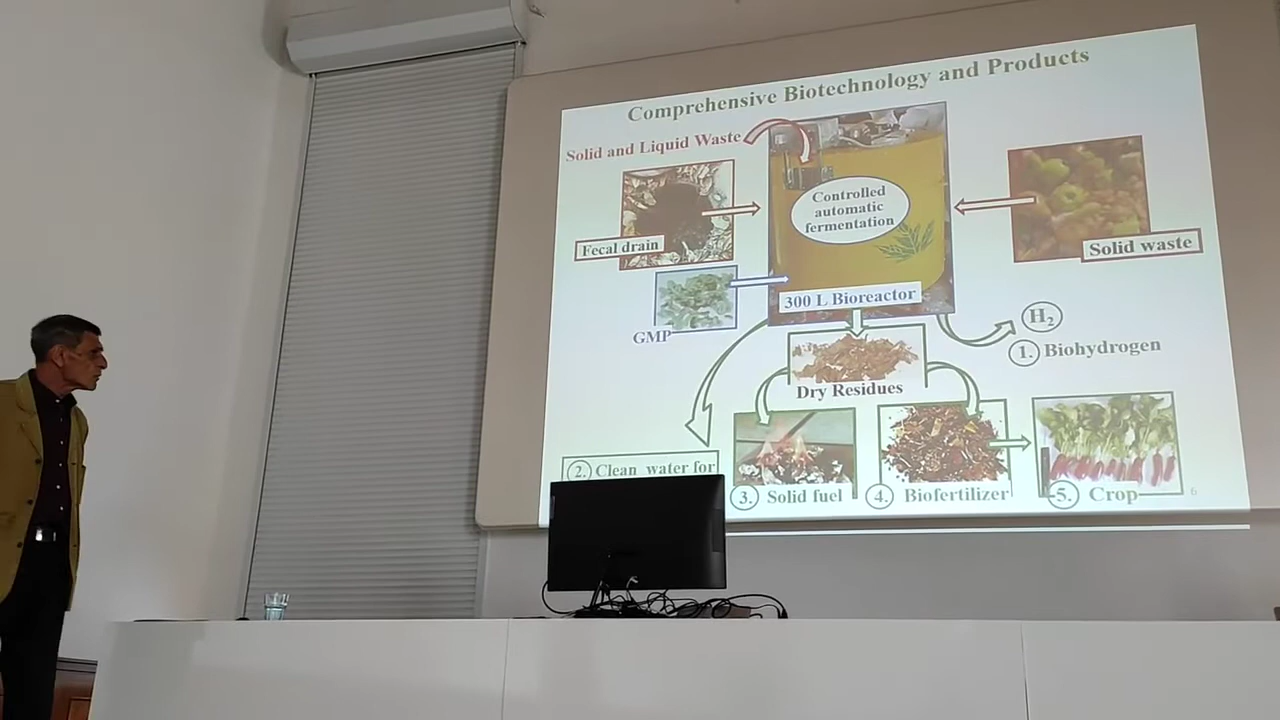 Comprehensive Biotechnology and Products
Solid and Liquid Waste
Controlled
automatic
fermentation
Fecal drain
Solid waste
300 L Bioreactor
GMP
H₂
1. Biohydrogen
Dry Residues
2. Clean water for
3. Solid fuel
4. Biofertilizer
5. Crop
6